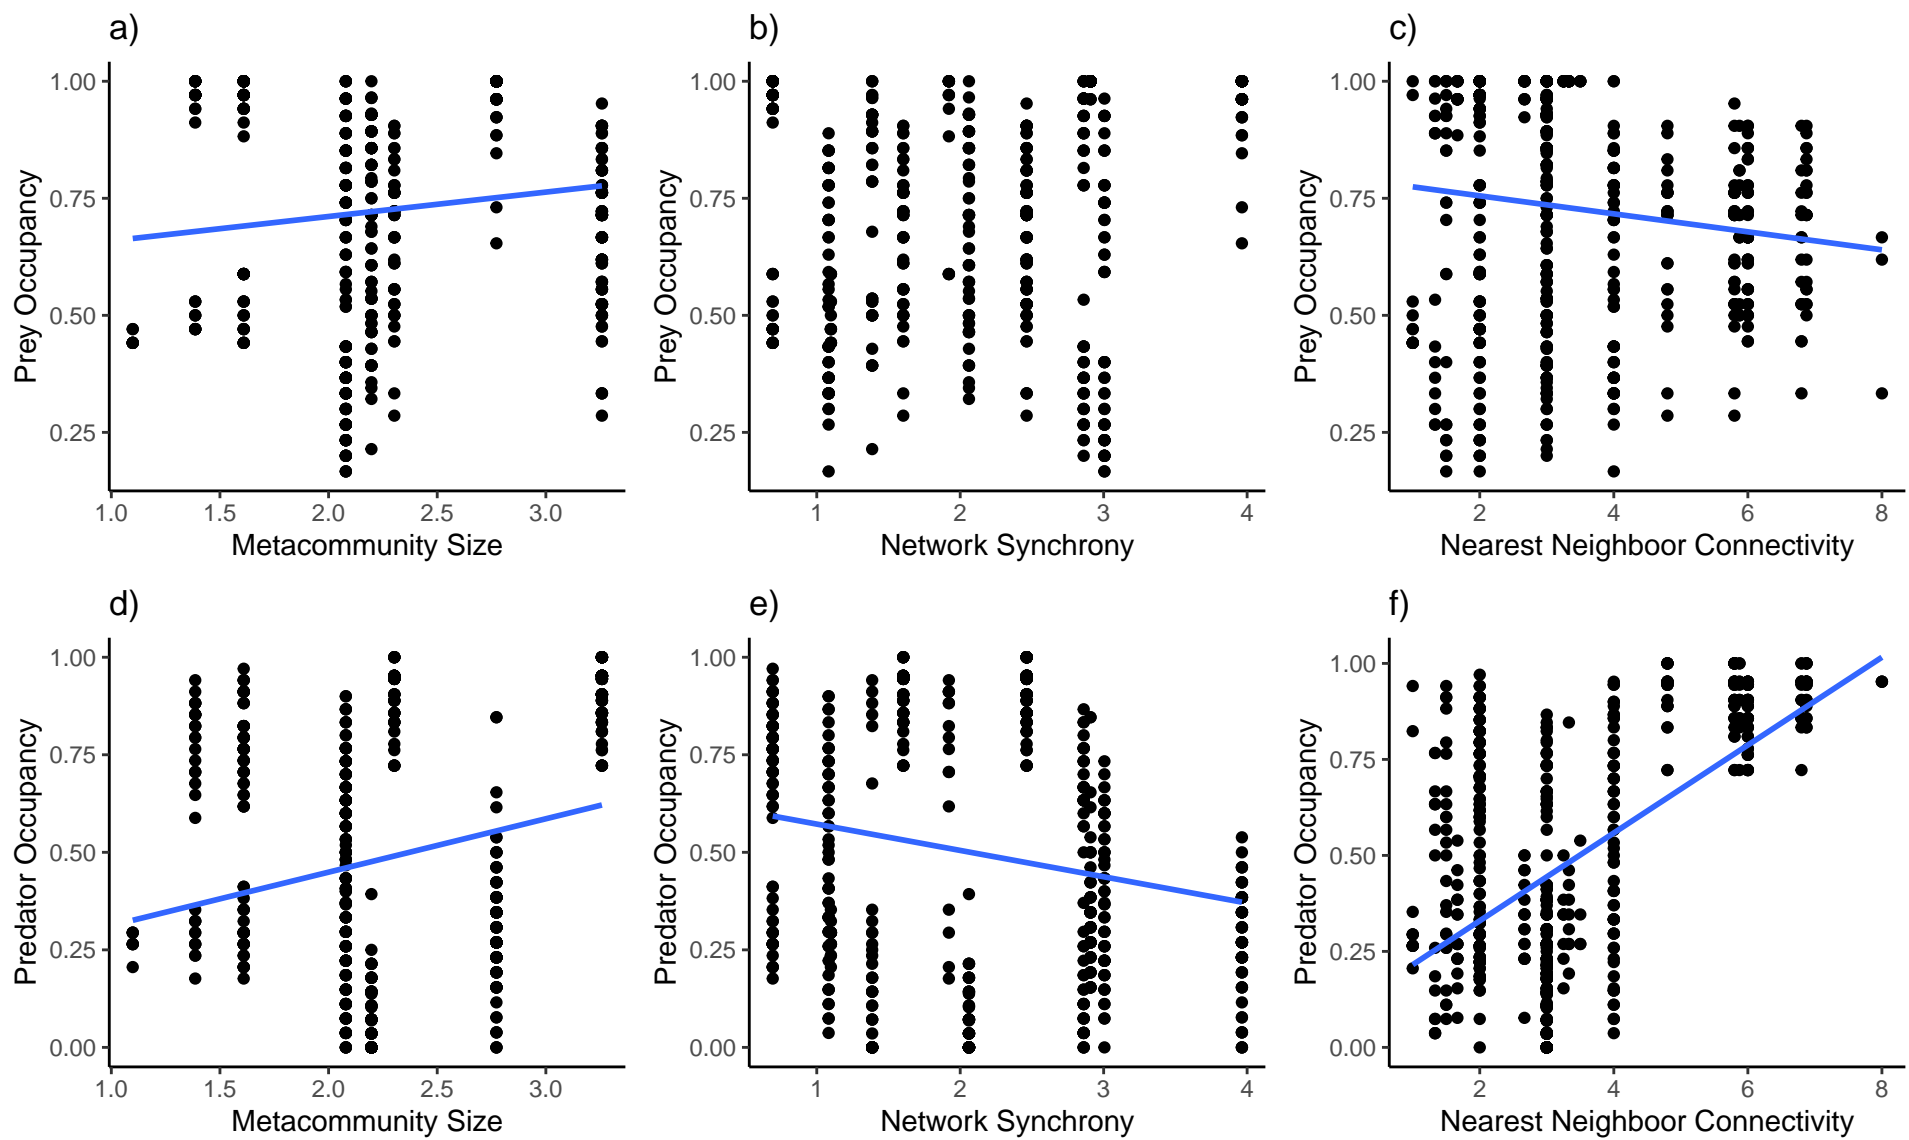 a)
1.00
0.75
0.50
0.25
Prey Occupancy
1.0 1.5 2.0 2.5 3.0
Metacommunity Size
b)
1.00
0.75
0.50
0.25
Prey Occupancy
1 2 3 4
Network Synchrony
c)
1.00
0.75
0.50
0.25
Prey Occupancy
2 4 6 8
Nearest Neighboor Connectivity
d)
1.00
0.75
0.50
0.25
0.00
Predator Occupancy
1.0 1.5 2.0 2.5 3.0
Metacommunity Size
e)
1.00
0.75
0.50
0.25
0.00
Predator Occupancy
1 2 3 4
Network Synchrony
f)
1.00
0.75
0.50
0.25
0.00
Predator Occupancy
2 4 6 8
Nearest Neighboor Connectivity